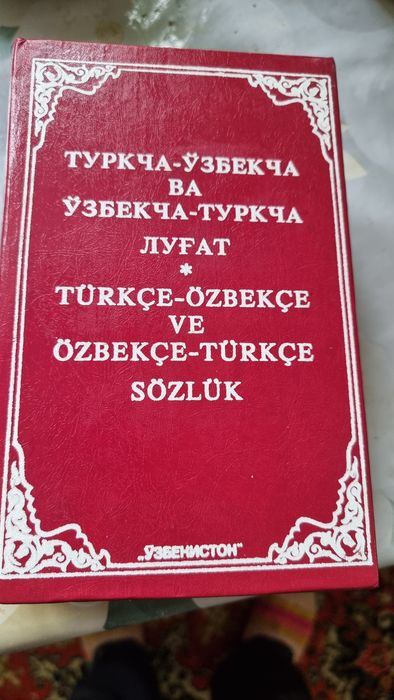 ТУРКЧА-ЎЗБЕКЧА
ВА
ЎЗБЕКЧА-ТУРКЧА
ЛУҒАТ
*
TÜRKÇE-ÖZBEKÇE
VE
ÖZBEKÇE-TÜRKÇE
SÖZLÜK
„ЎЗБЕКИСТОН"